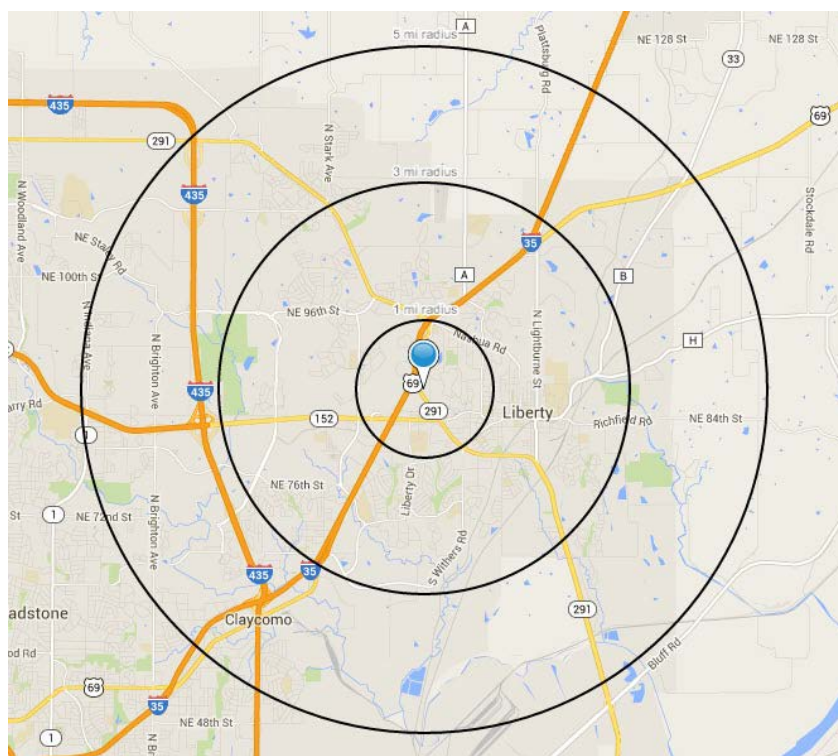 5 mi radius
A
Plattsburg Rd
NE 128 St
NE 128 St
33
69
435
291
N Stark Ave
435
3 mi radius
N Woodland Ave
NE Staley Rd
Stockdale Rd
35
NE 100th St
A
B
1 mi radius
NE 96th St
Nashua Rd
N Lightburne St
H
N Indiana Ave
N Brighton Ave
69
435
291
Liberty
152
Richfield Rd
NE 84th St
arry Rd
1
NE 76th St
Liberty Dr
St
1
NE 72nd St
N Brighton Ave
S Withers Rd
435
35
291
adstone
Claycomo
ood Rd
Bluff Rd
69
35
NE 48th St
1
N B